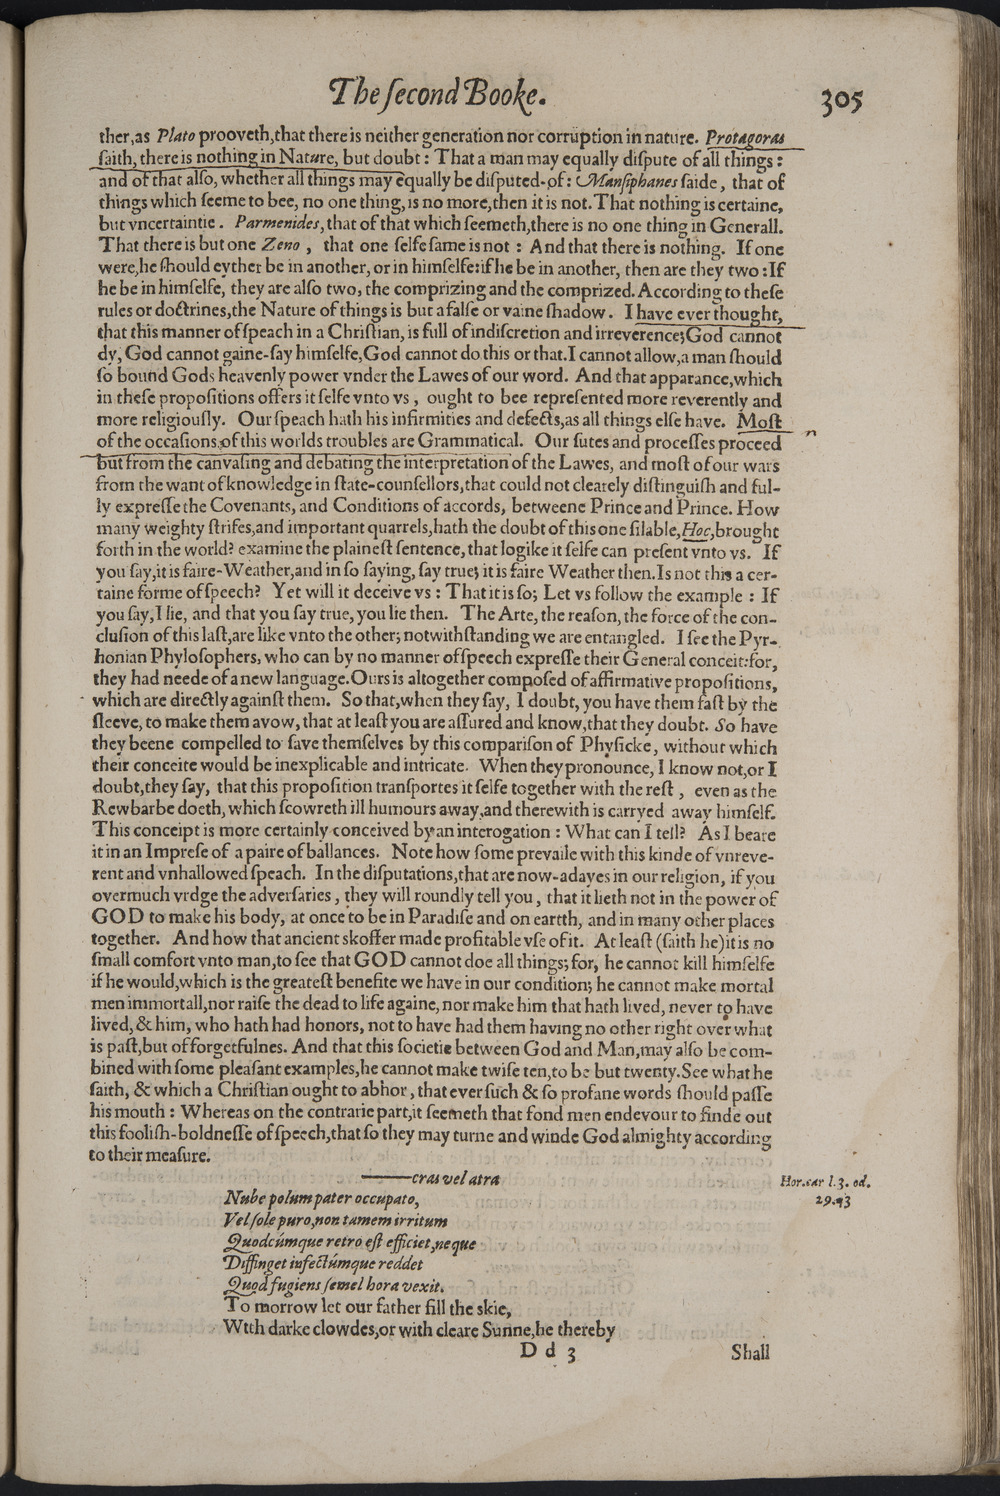 The ſecond Booke. 305
ther,as Plato prooveth,that there is neither generation nor corruption in nature. Protagoras
ſaith, there is nothing in Nature, but doubt: That a man may equally diſpute of all things:
and of that alſo, whether all things may equally be diſputed-of: Manſiphanes ſaide, that of
things which ſeeme to bee, no one thing,is no more,then it is not. That nothing is certaine,
but vncertaintie. Parmenides, that of that which ſeemeth,there is no one thing in Generall.
That there is but one Zeno, that one ſelfe ſame is not: And that there is nothing. If one
were,he ſhould eyther be in another, or in himſelfe:if he be in another, then are they two:If
he be in himſelfe, they are alſo two, the comprizing and the comprized. According to theſe
rules or doctrines,the Nature of things is but a falſe or vaine ſhadow. I have ever thought,
that this manner of ſpeach in a Chriſtian, is full of indiſcretion and irreverence;God cannot
dy, God cannot gaine-ſay himſelfe,God cannot do this or that.I cannot allow,a man ſhould
ſo bound Gods heavenly power vnder the Lawes of our word. And that apparance,which
in theſe propoſitions offers it ſelfe vnto vs, ought to bee repreſented more reverently and
more religiouſly. Our ſpeach hath his infirmities and defects,as all things elſe have. Moſt
of the occaſions,of this worlds troubles are Grammatical. Our ſutes and proceſſes proceed
but from the canvaſing and debating the interpretation of the Lawes, and moſt of our wars
from the want of knowledge in ſtate-counſellors,that could not clearely diſtinguiſh and ful-
ly expreſſe the Covenants, and Conditions of accords, betweene Prince and Prince. How
many weighty ſtrifes,and important quarrels,hath the doubt of this one ſilable,Hoc,brought
forth in the world? examine the plaineſt ſentence, that logike it ſelfe can preſent vnto vs. If
you ſay,it is faire-Weather,and in ſo ſaying, ſay true; it is faire Weather then.Is not this a cer-
taine forme of ſpeech? Yet will it deceive vs: That it is ſo; Let vs follow the example: If
you ſay,I lie, and that you ſay true, you lie then. The Arte, the reaſon, the force of the con-
cluſion of this laſt,are like vnto the other; notwithſtanding we are entangled. I ſee the Pyr-
honian Phyloſophers, who can by no manner of ſpeech expreſſe their General conceit:for,
they had neede of a new language.Ours is altogether compoſed of affirmative propoſitions,
which are directly againſt them. So that,when they ſay, I doubt, you have them faſt by the
ſleeve, to make them avow, that at leaſt you are aſſured and know,that they doubt. So have
they beene compelled to ſave themſelves by this compariſon of Phyſicke, without which
their conceite would be inexplicable and intricate. When they pronounce, I know not,or I
doubt,they ſay, that this propoſition tranſportes it ſelfe together with the reſt, even as the
Rewbarbe doeth, which ſcowreth ill humours away,and therewith is carryed away himſelf.
This conceipt is more certainly conceived by an interogation: What can I tell? As I beare
it in an Impreſe of a paire of ballances. Note how ſome prevaile with this kinde of vnreve-
rent and vnhallowed ſpeach. In the diſputations,that are now-adayes in our religion, if you
overmuch vrdge the adverſaries, they will roundly tell you, that it lieth not in the power of
GOD to make his body, at once to be in Paradiſe and on eartth, and in many other places
together. And how that ancient skoffer made profitable vſe of it. At leaſt (ſaith he) it is no
ſmall comfort vnto man,to ſee that GOD cannot doe all things; for, he cannot kill himſelfe
if he would,which is the greateſt benefite we have in our condition; he cannot make mortal
men immortall,nor raiſe the dead to life againe, nor make him that hath lived, never to have
lived, & him, who hath had honors, not to have had them having no other right over what
is paſt,but of forgetfulnes. And that this ſocietie between God and Man,may alſo be com-
bined with ſome pleaſant examples,he cannot make twiſe ten,to be but twenty.See what he
ſaith, & which a Chriſtian ought to abhor, that ever ſuch & ſo profane words ſhould paſſe
his mouth: Whereas on the contrarie part,it ſeemeth that fond men endevour to finde out
this fooliſh-boldneſſe of ſpeech,that ſo they may turne and winde God almighty according
to their meaſure.
——cras vel atra
Hor.car l.3. od.
29.43
Nube polum pater occupato,
Vel ſole puro,non tamem irritum
Quodcúmque retro eſt efficiet,neque
Diffinget infectúmque reddet
Quod fugiens ſemel hora vexit.
To morrow let our father fill the skie,
Wtth darke clowdes,or with cleare Sunne,he thereby
D d 3 Shall